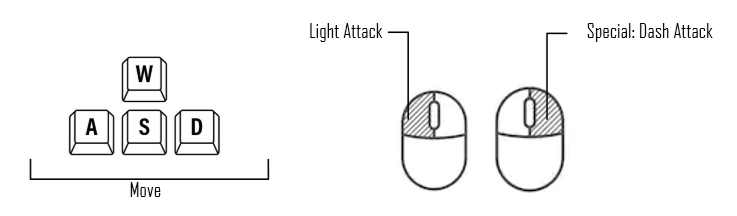 Light Attack
Special: Dash Attack
W
A S D
Move